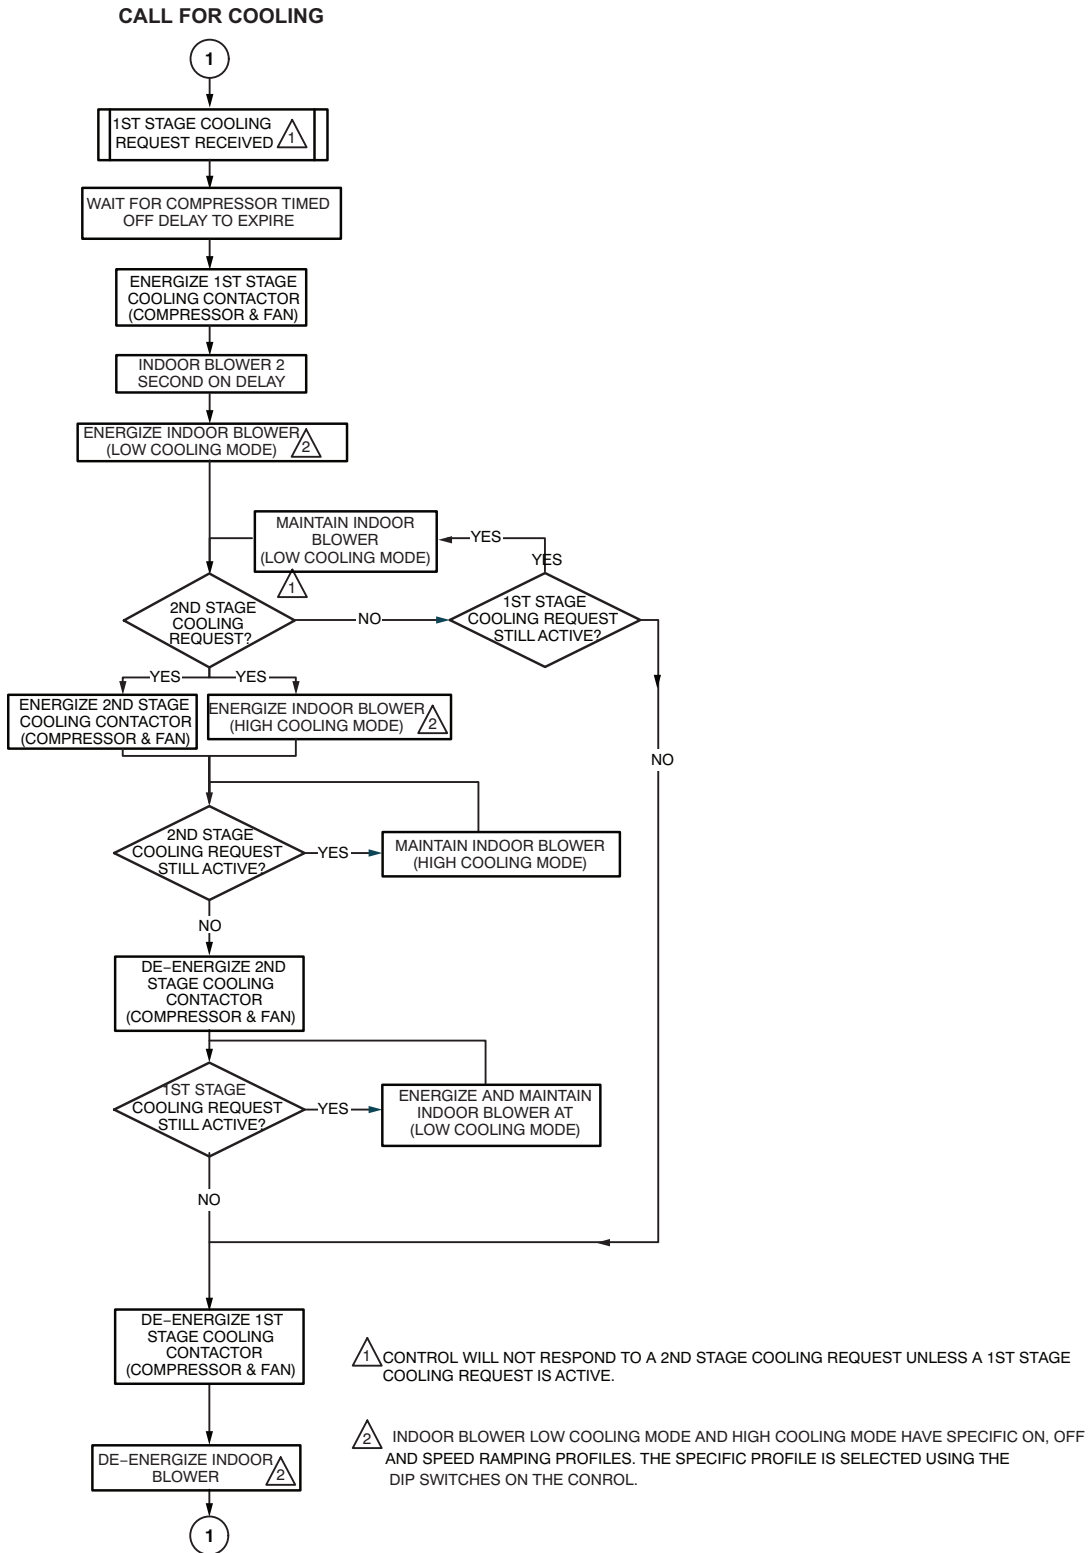 CALL FOR COOLING
1
1ST STAGE COOLING
REQUEST RECEIVED 1
WAIT FOR COMPRESSOR TIMED
OFF DELAY TO EXPIRE
ENERGIZE 1ST STAGE
COOLING CONTACTOR
(COMPRESSOR & FAN)
INDOOR BLOWER 2
SECOND ON DELAY
ENERGIZE INDOOR BLOWER
(LOW COOLING MODE) 2
MAINTAIN INDOOR
BLOWER
(LOW COOLING MODE)
1
YES
YES
2ND STAGE
COOLING
REQUEST?
NO
1ST STAGE
COOLING REQUEST
STILL ACTIVE?
YES
YES
ENERGIZE 2ND STAGE
COOLING CONTACTOR
(COMPRESSOR & FAN)
ENERGIZE INDOOR BLOWER
(HIGH COOLING MODE) 2
NO
2ND STAGE
COOLING REQUEST
STILL ACTIVE?
YES
MAINTAIN INDOOR BLOWER
(HIGH COOLING MODE)
NO
DE-ENERGIZE 2ND
STAGE COOLING
CONTACTOR
(COMPRESSOR & FAN)
1ST STAGE
COOLING REQUEST
STILL ACTIVE?
YES
ENERGIZE AND MAINTAIN
INDOOR BLOWER AT
(LOW COOLING MODE)
NO
DE-ENERGIZE 1ST
STAGE COOLING
CONTACTOR
(COMPRESSOR & FAN)
1 CONTROL WILL NOT RESPOND TO A 2ND STAGE COOLING REQUEST UNLESS A 1ST STAGE
COOLING REQUEST IS ACTIVE.
2 INDOOR BLOWER LOW COOLING MODE AND HIGH COOLING MODE HAVE SPECIFIC ON, OFF
AND SPEED RAMPING PROFILES. THE SPECIFIC PROFILE IS SELECTED USING THE
DIP SWITCHES ON THE CONROL.
DE-ENERGIZE INDOOR
BLOWER 2
1